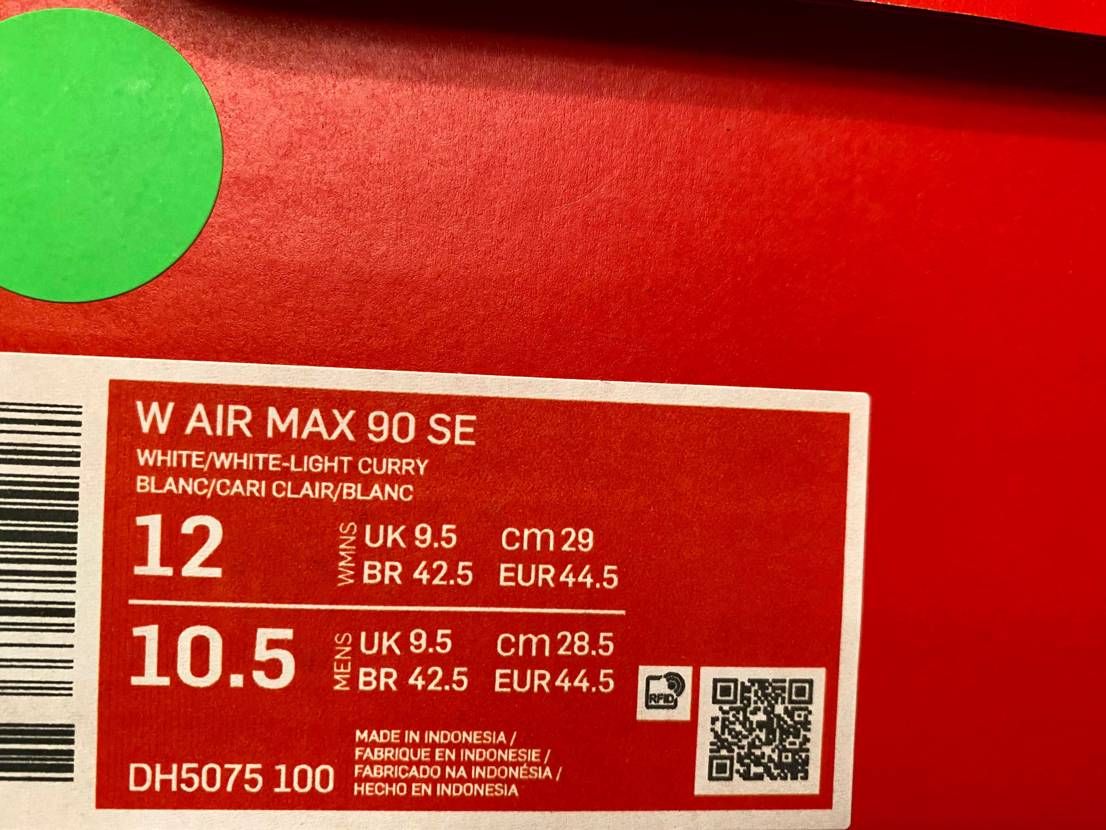 W AIR MAX 90 SE
WHITE/WHITE-LIGHT CURRY
BLANC/CARI CLAIR/BLANC
12
WMNS
UK 9.5 cm 29
BR 42.5 EUR 44.5
10.5
MENS
UK 9.5 cm 28.5
BR 42.5 EUR 44.5
RFID
MADE IN INDONESIA /
FABRIQUE EN INDONESIE /
FABRICADO NA INDONÉSIA /
HECHO EN INDONESIA
DH5075 100